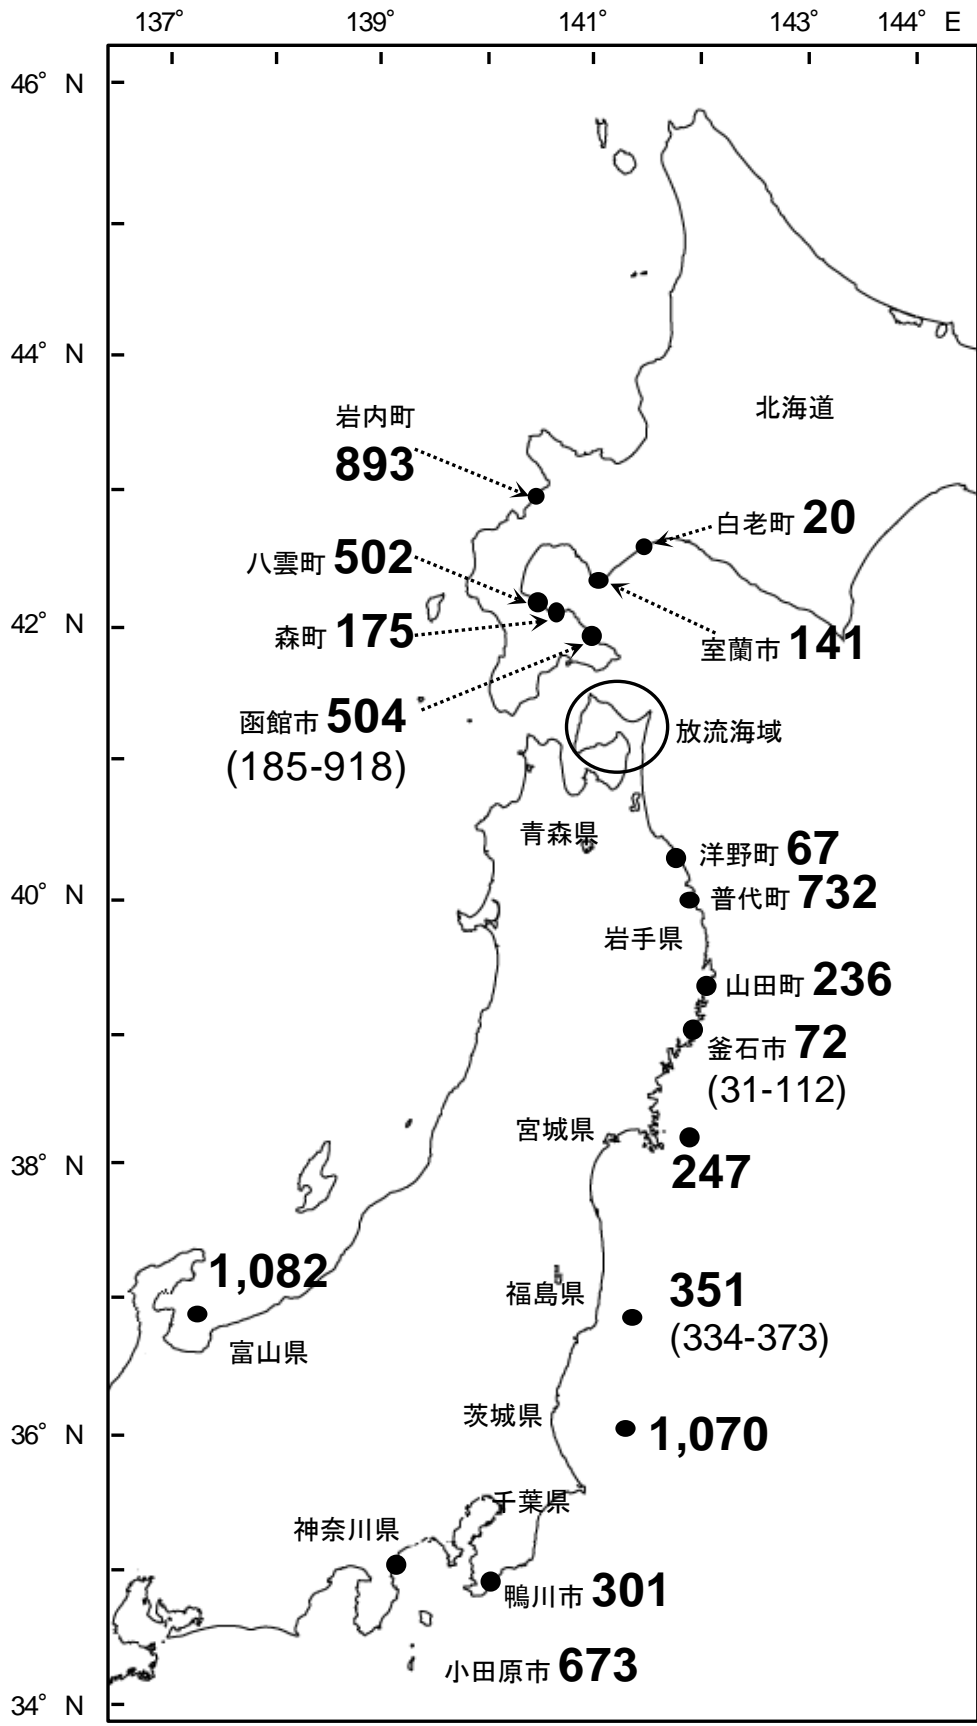 137° 139° 141° 143° 144° E
46° N
44° N
北海道
岩内町
893
白老町 20
八雲町 502
42° N
森町 175
室蘭市 141
函館市 504
(185-918)
放流海域
青森県
洋野町 67
40° N
普代町 732
岩手県
山田町 236
釜石市 72
(31-112)
宮城県
38° N
247
1,082
福島県
351
(334-373)
富山県
茨城県
36° N
1,070
千葉県
神奈川県
鴨川市 301
小田原市 673
34° N